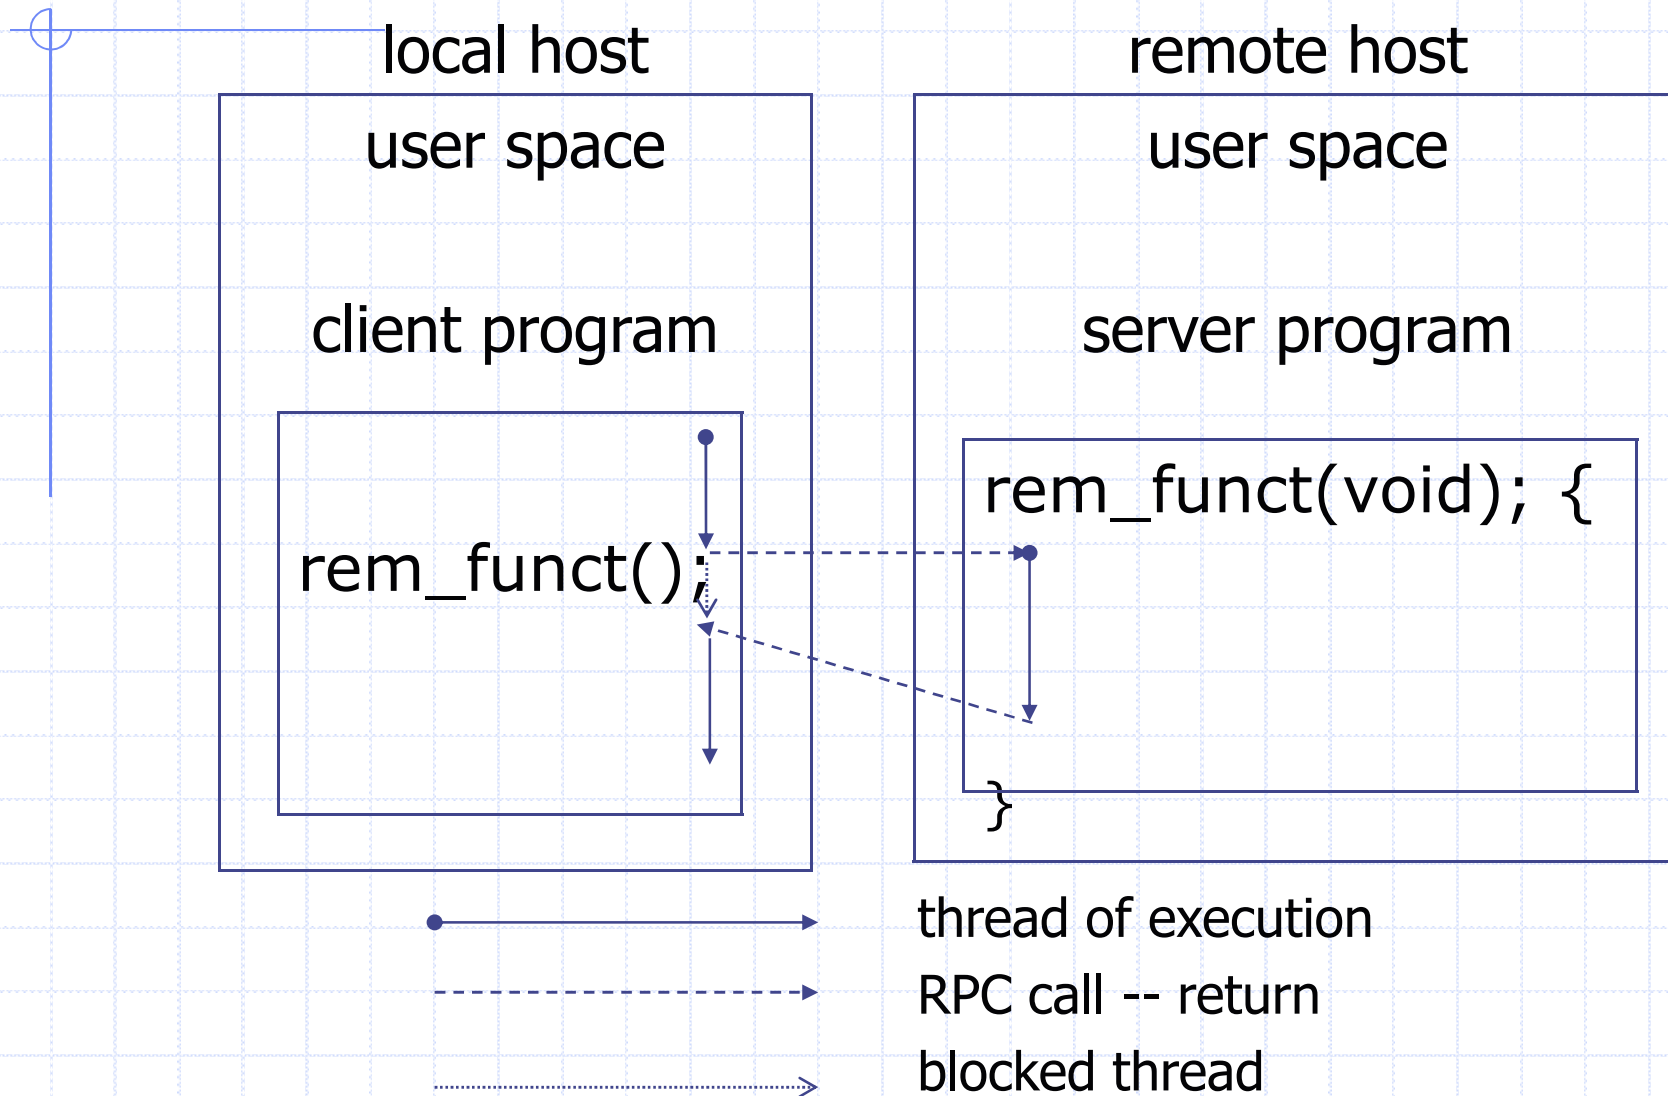 local host
remote host
user space
user space
client program
server program
rem_funct();
rem_funct(void); {
}
thread of execution
RPC call -- return
blocked thread